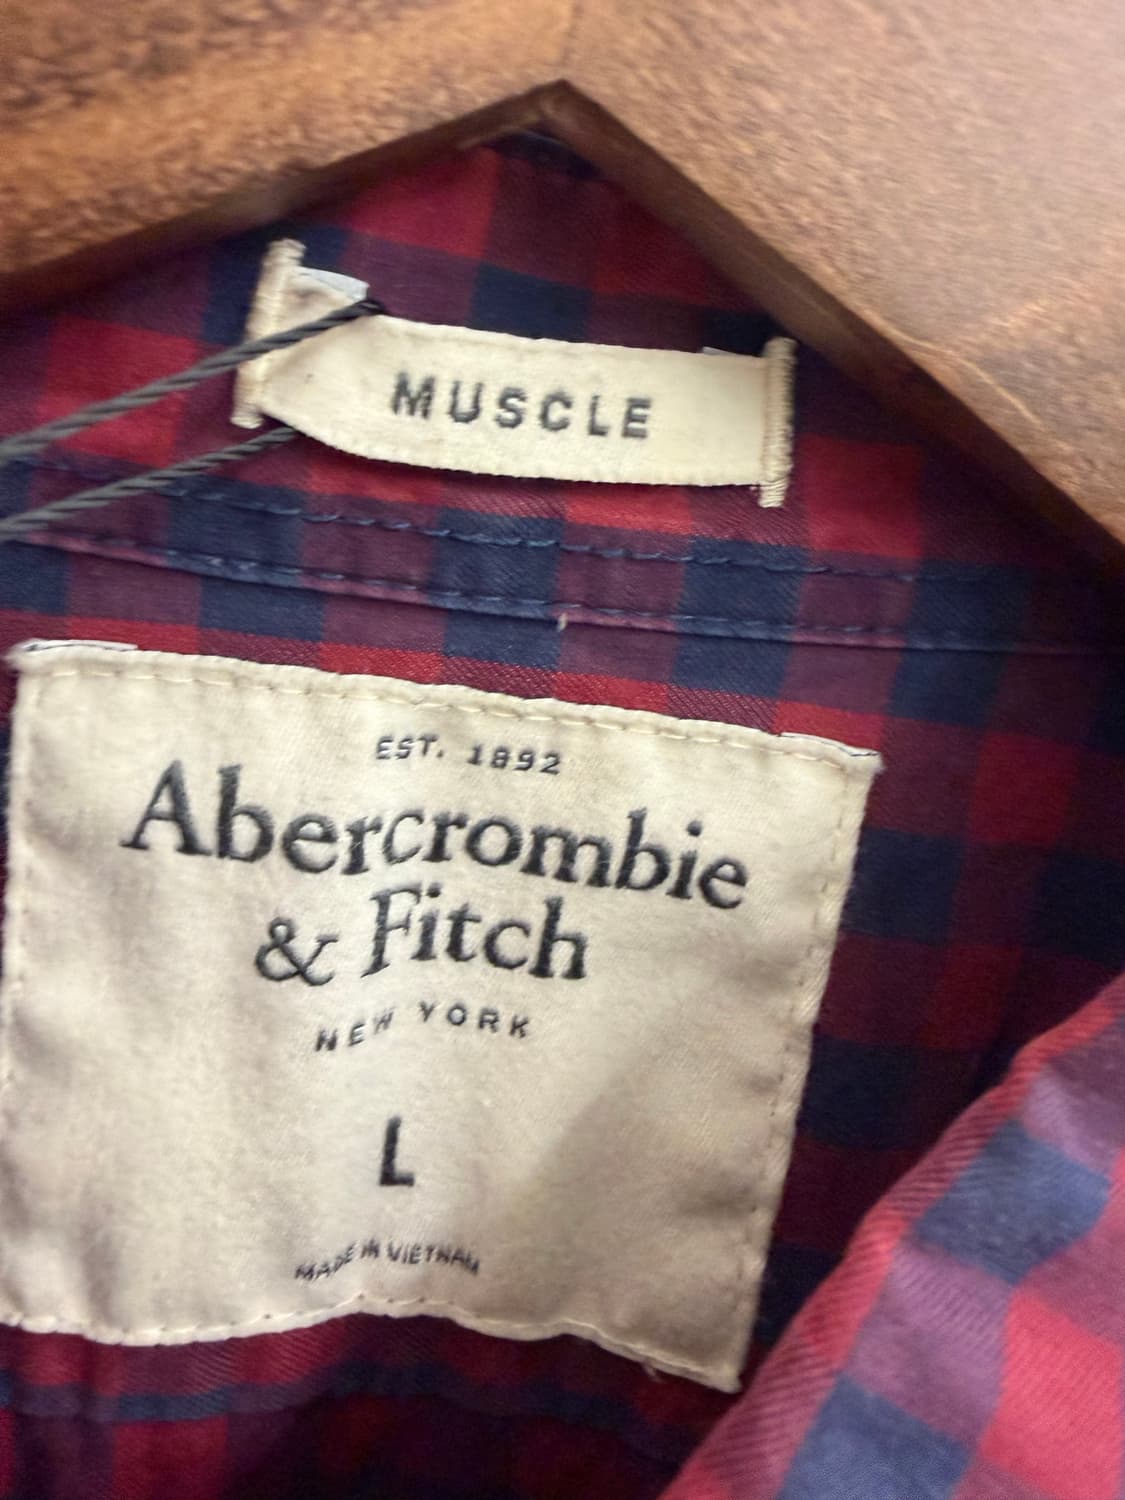 MUSCLE
EST. 1892
Abercrombie
& Fitch
NEW YORK
L
MADE IN VIETNAM